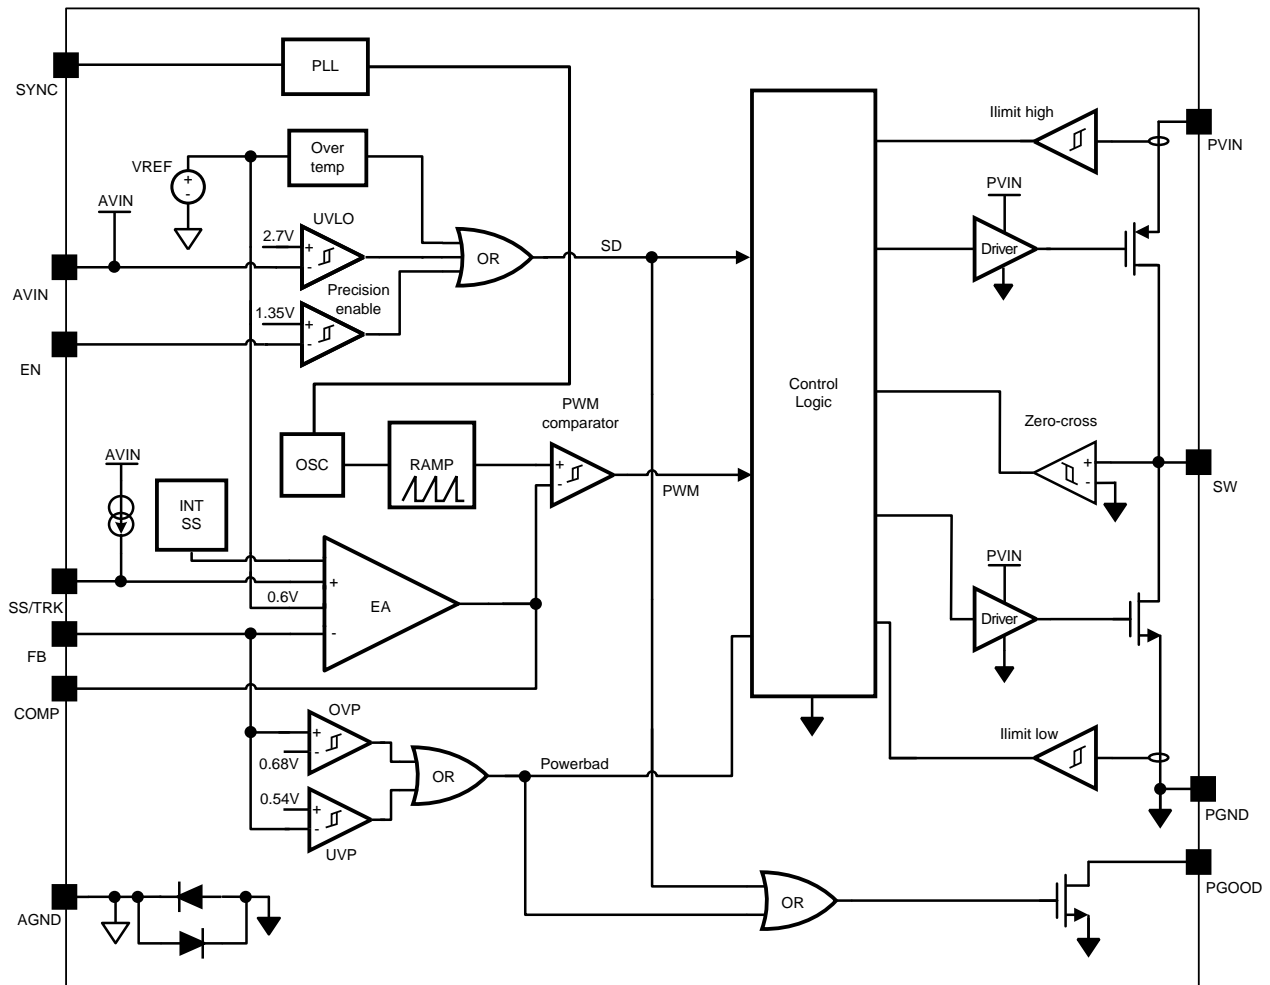 SYNC
PLL
Ilimit high
PVIN
Over
temp
VREF
+
-
AVIN
PVIN
UVLO
2.7V
+
-
OR
SD
Driver
AVIN
Precision
enable
1.35V
+
-
EN
Control
Logic
PWM
comparator
Zero-cross
AVIN
OSC
RAMP
+
-
PWM
+
-
SW
INT
SS
SS/TRK
+
0.6V
EA
-
FB
PVIN
Driver
COMP
OVP
+
-
0.68V
OR
Powerbad
Ilimit low
0.54V
+
-
UVP
PGND
PGOOD
AGND
OR